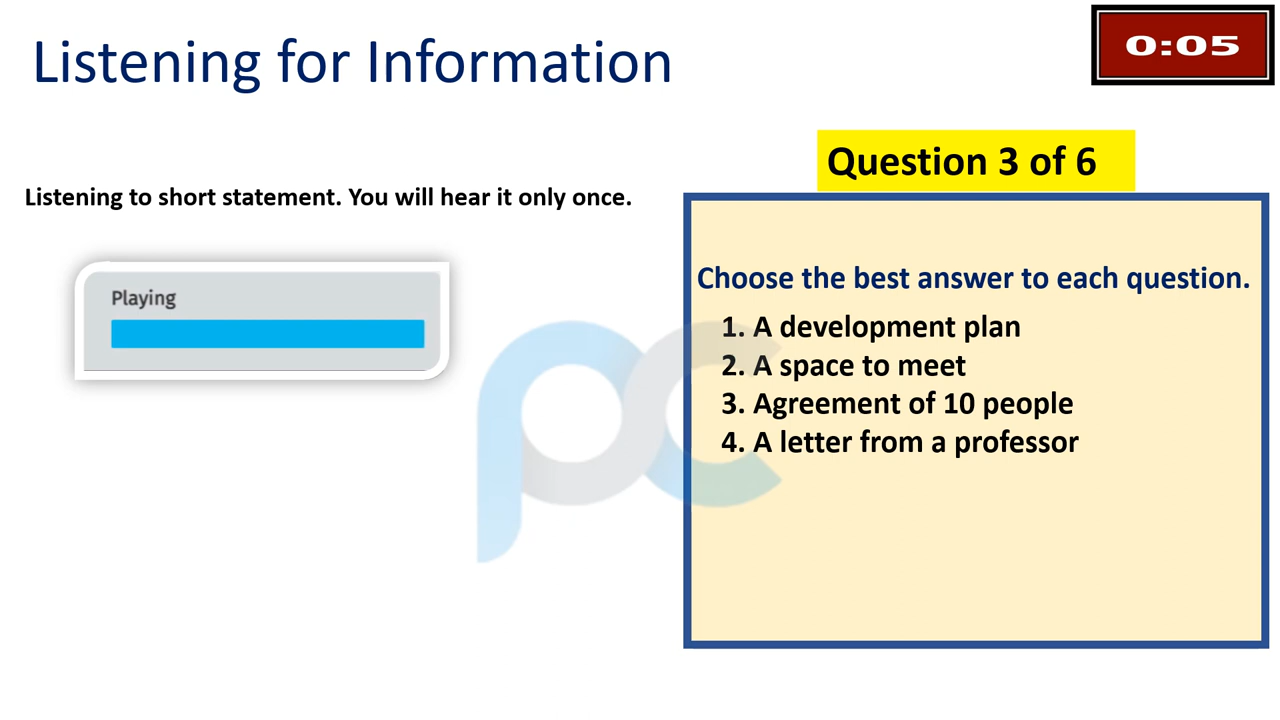 Listening for Information
0:05
Question 3 of 6
Listening to short statement. You will hear it only once.
Playing
Choose the best answer to each question.
1. A development plan
2. A space to meet
3. Agreement of 10 people
4. A letter from a professor
pc